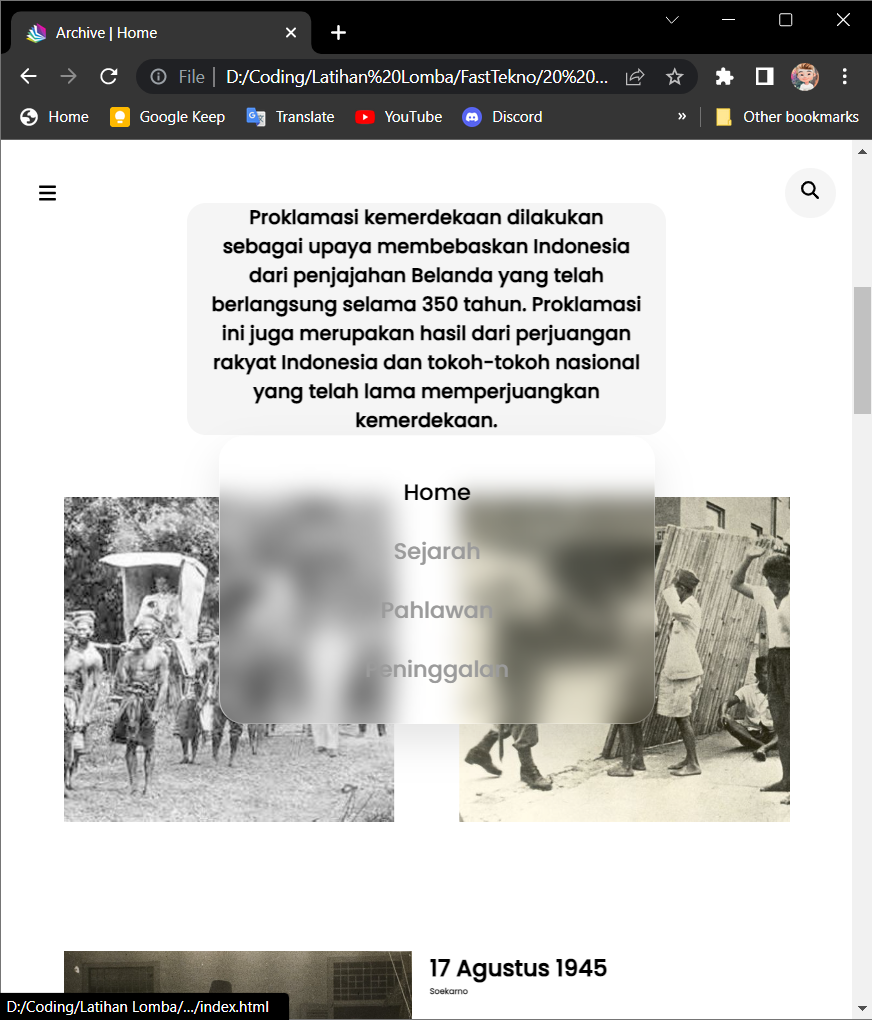 Archive | Home
File
D:/Coding/Latihan%20Lomba/FastTekno/20%20...
Home
Google Keep
Translate
YouTube
Discord
»
Other bookmarks
Proklamasi kemerdekaan dilakukan
sebagai upaya membebaskan Indonesia
dari penjajahan Belanda yang telah
berlangsung selama 350 tahun. Proklamasi
ini juga merupakan hasil dari perjuangan
rakyat Indonesia dan tokoh-tokoh nasional
yang telah lama memperjuangkan
kemerdekaan.
Home
Sejarah
Pahlawan
Peninggalan
17 Agustus 1945
Soekarno
D:/Coding/Latihan Lomba/.../index.html